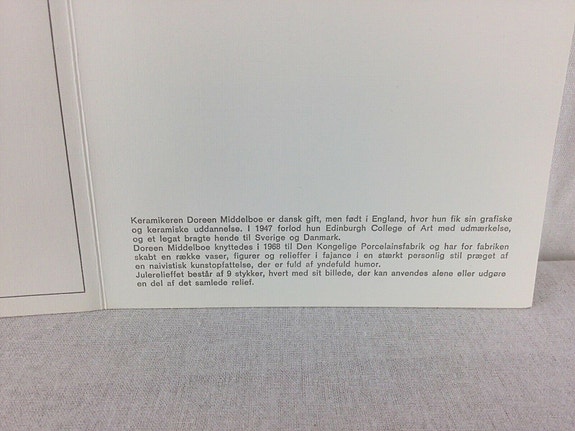 Keramikeren Doreen Middelboe er dansk gift, men født i England, hvor hun fik sin grafiske
og keramiske uddannelse. I 1947 forlod hun Edinburgh College of Art med udmærkelse,
og et legat bragte hende til Sverige og Danmark.
Doreen Middelboe knyttedes i 1968 til Den Kongelige Porcelainsfabrik og har for fabriken
skabt en række vaser, figurer og relieffer i fajance i en stærkt personlig stil præget af
en naivistisk kunstopfattelse, der er fuld af yndefuld humor.
Julerelieffet består af 9 stykker, hvert med sit billede, der kan anvendes alene eller udgøre
en del af det samlede relief.